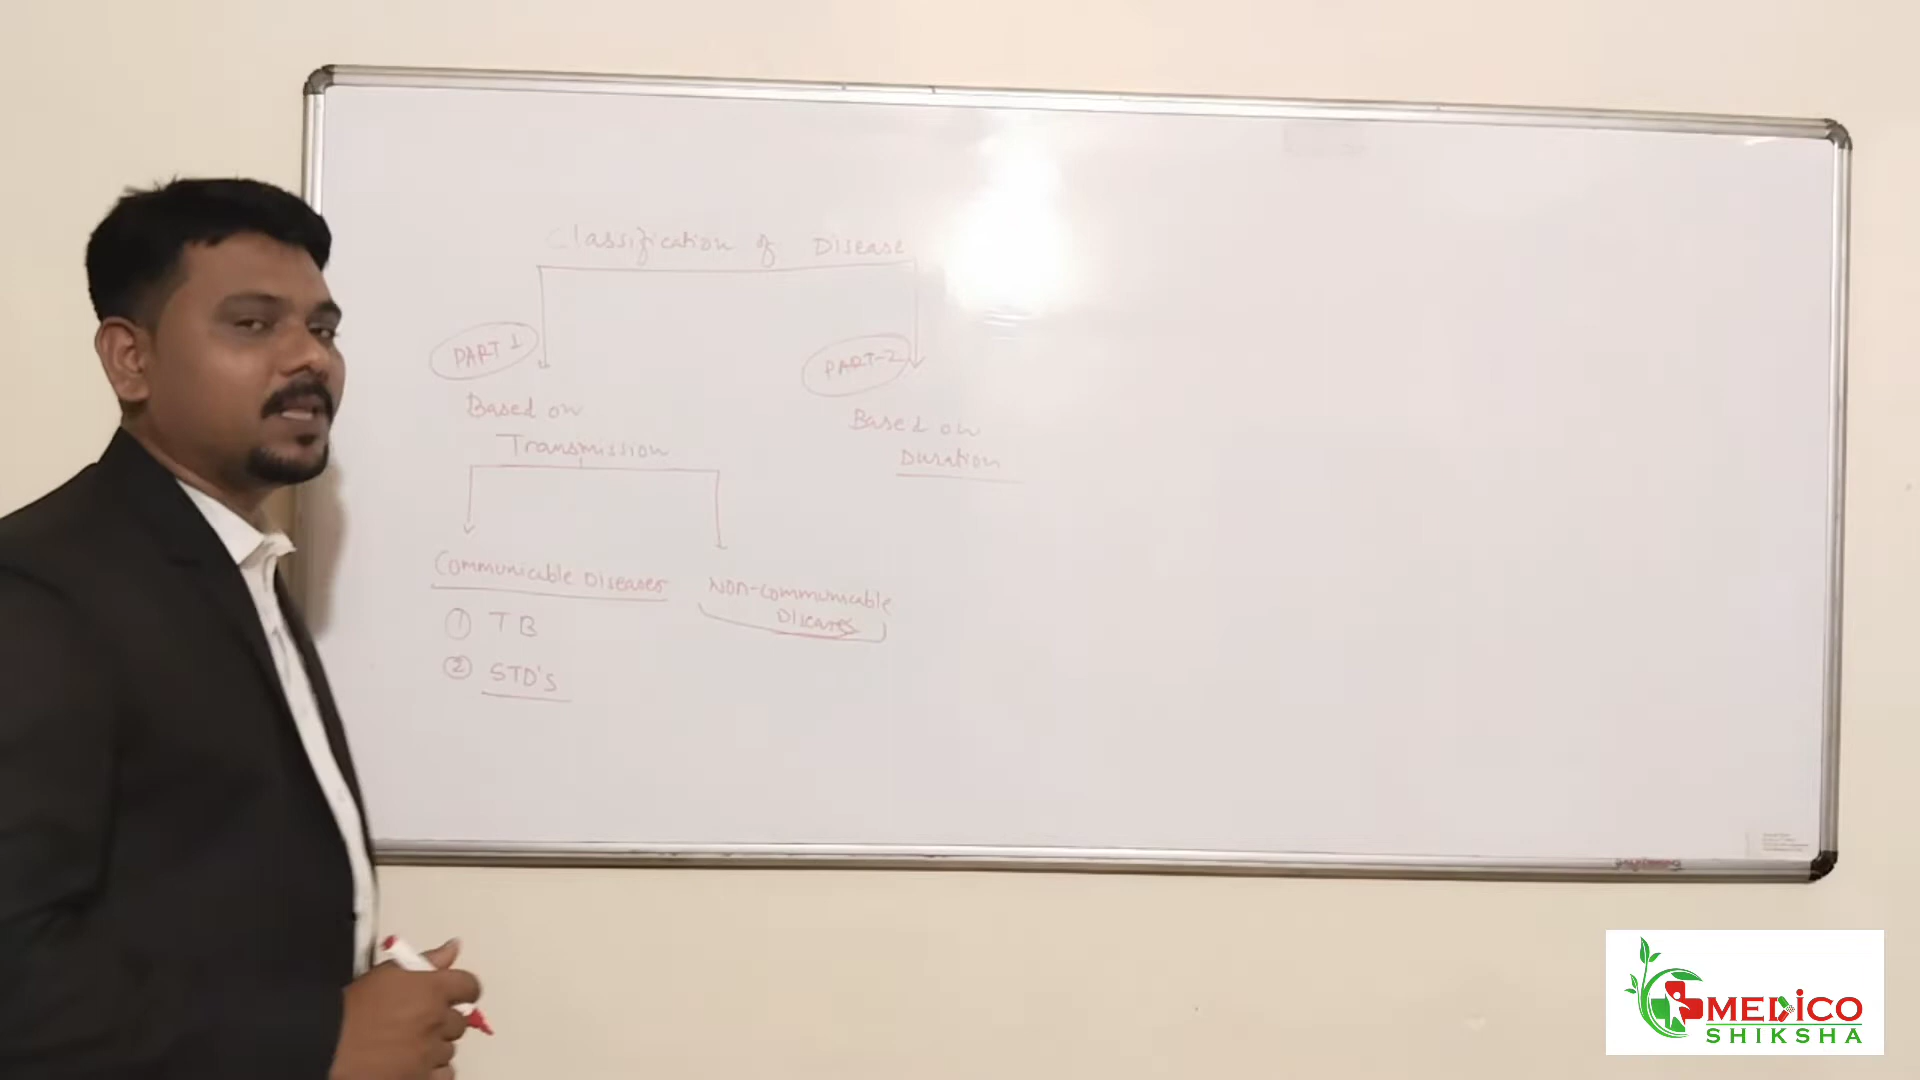 Classification of Disease
PART 1
PART-2
Based on
Transmission
Based on
Duration
Communicable Diseases
Non-communicable
Diseases
① TB
② STD's
MEDiCO
SHIKSHA